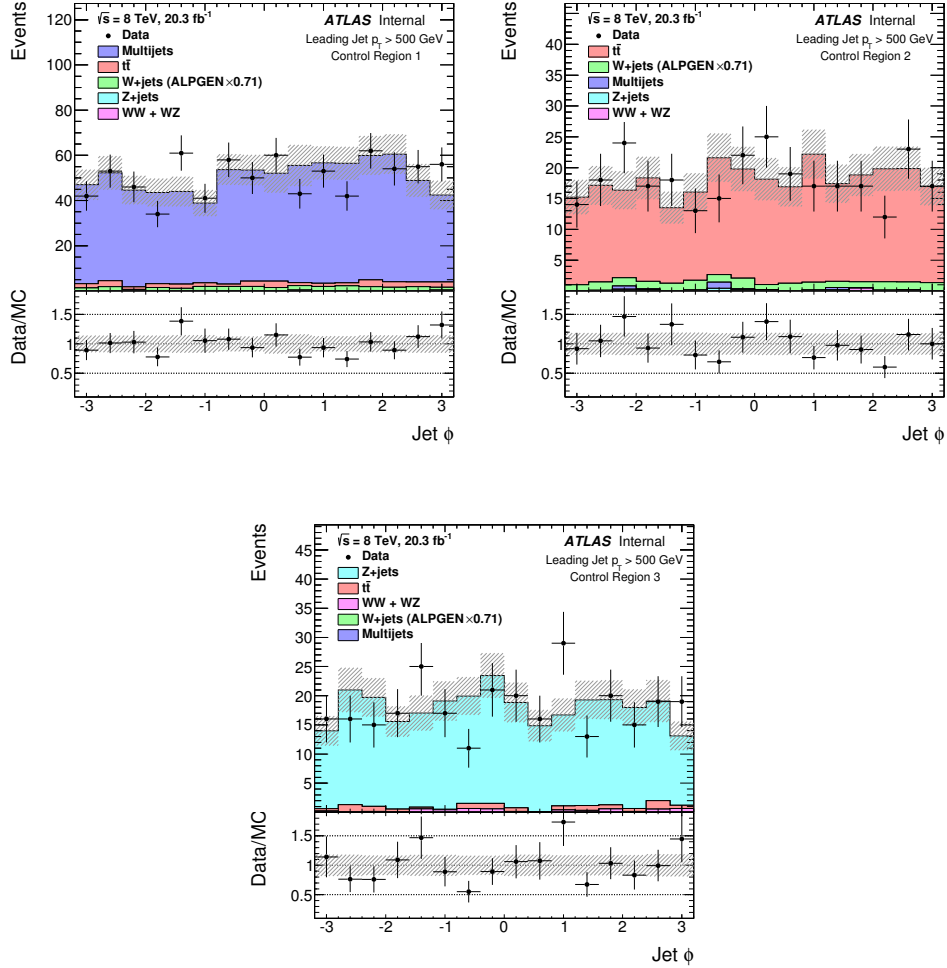 Events
√s = 8 TeV, 20.3 fb⁻¹
ATLAS Internal
Leading Jet p_T > 500 GeV
Control Region 1
Data
Multijets
tt̄
W+jets (ALPGEN×0.71)
Z+jets
WW + WZ
120
100
80
60
40
20
Data/MC
1.5
1
0.5
-3 -2 -1 0 1 2 3
Jet ϕ
Events
√s = 8 TeV, 20.3 fb⁻¹
ATLAS Internal
Leading Jet p_T > 500 GeV
Control Region 2
Data
tt̄
W+jets (ALPGEN×0.71)
Multijets
Z+jets
WW + WZ
45
40
35
30
25
20
15
10
5
Data/MC
1.5
1
0.5
-3 -2 -1 0 1 2 3
Jet ϕ
Events
√s = 8 TeV, 20.3 fb⁻¹
ATLAS Internal
Leading Jet p_T > 500 GeV
Control Region 3
Data
Z+jets
tt̄
WW + WZ
W+jets (ALPGEN×0.71)
Multijets
45
40
35
30
25
20
15
10
5
Data/MC
1.5
1
0.5
-3 -2 -1 0 1 2 3
Jet ϕ